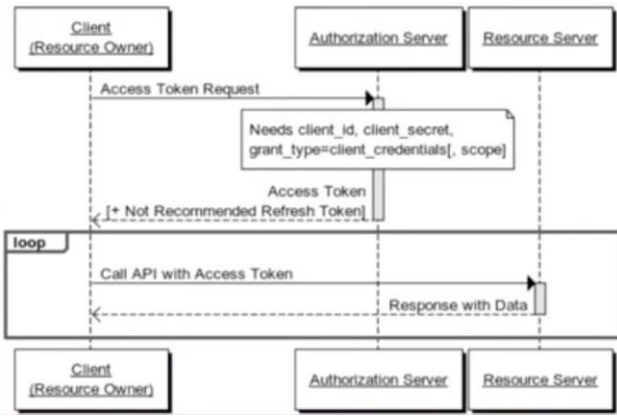 Client
(Resource Owner)
Authorization Server
Resource Server
Access Token Request
Needs client_id, client_secret,
grant_type=client_credentials[, scope]
Access Token
[+ Not Recommended Refresh Token]
loop
Call API with Access Token
Response with Data
Client
(Resource Owner)
Authorization Server
Resource Server